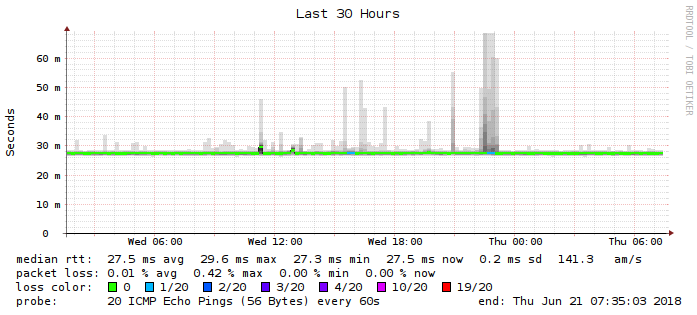 Last 30 Hours
RRDTOOL / TOBI OETIKER
Seconds
60 m
50 m
40 m
30 m
20 m
10 m
0
Wed 06:00 Wed 12:00 Wed 18:00 Thu 00:00 Thu 06:00
median rtt: 27.5 ms avg 29.6 ms max 27.3 ms min 27.5 ms now 0.2 ms sd 141.3 am/s
packet loss: 0.01 % avg 0.42 % max 0.00 % min 0.00 % now
loss color: 0 1/20 2/20 3/20 4/20 10/20 19/20
probe: 20 ICMP Echo Pings (56 Bytes) every 60s end: Thu Jun 21 07:35:03 2018